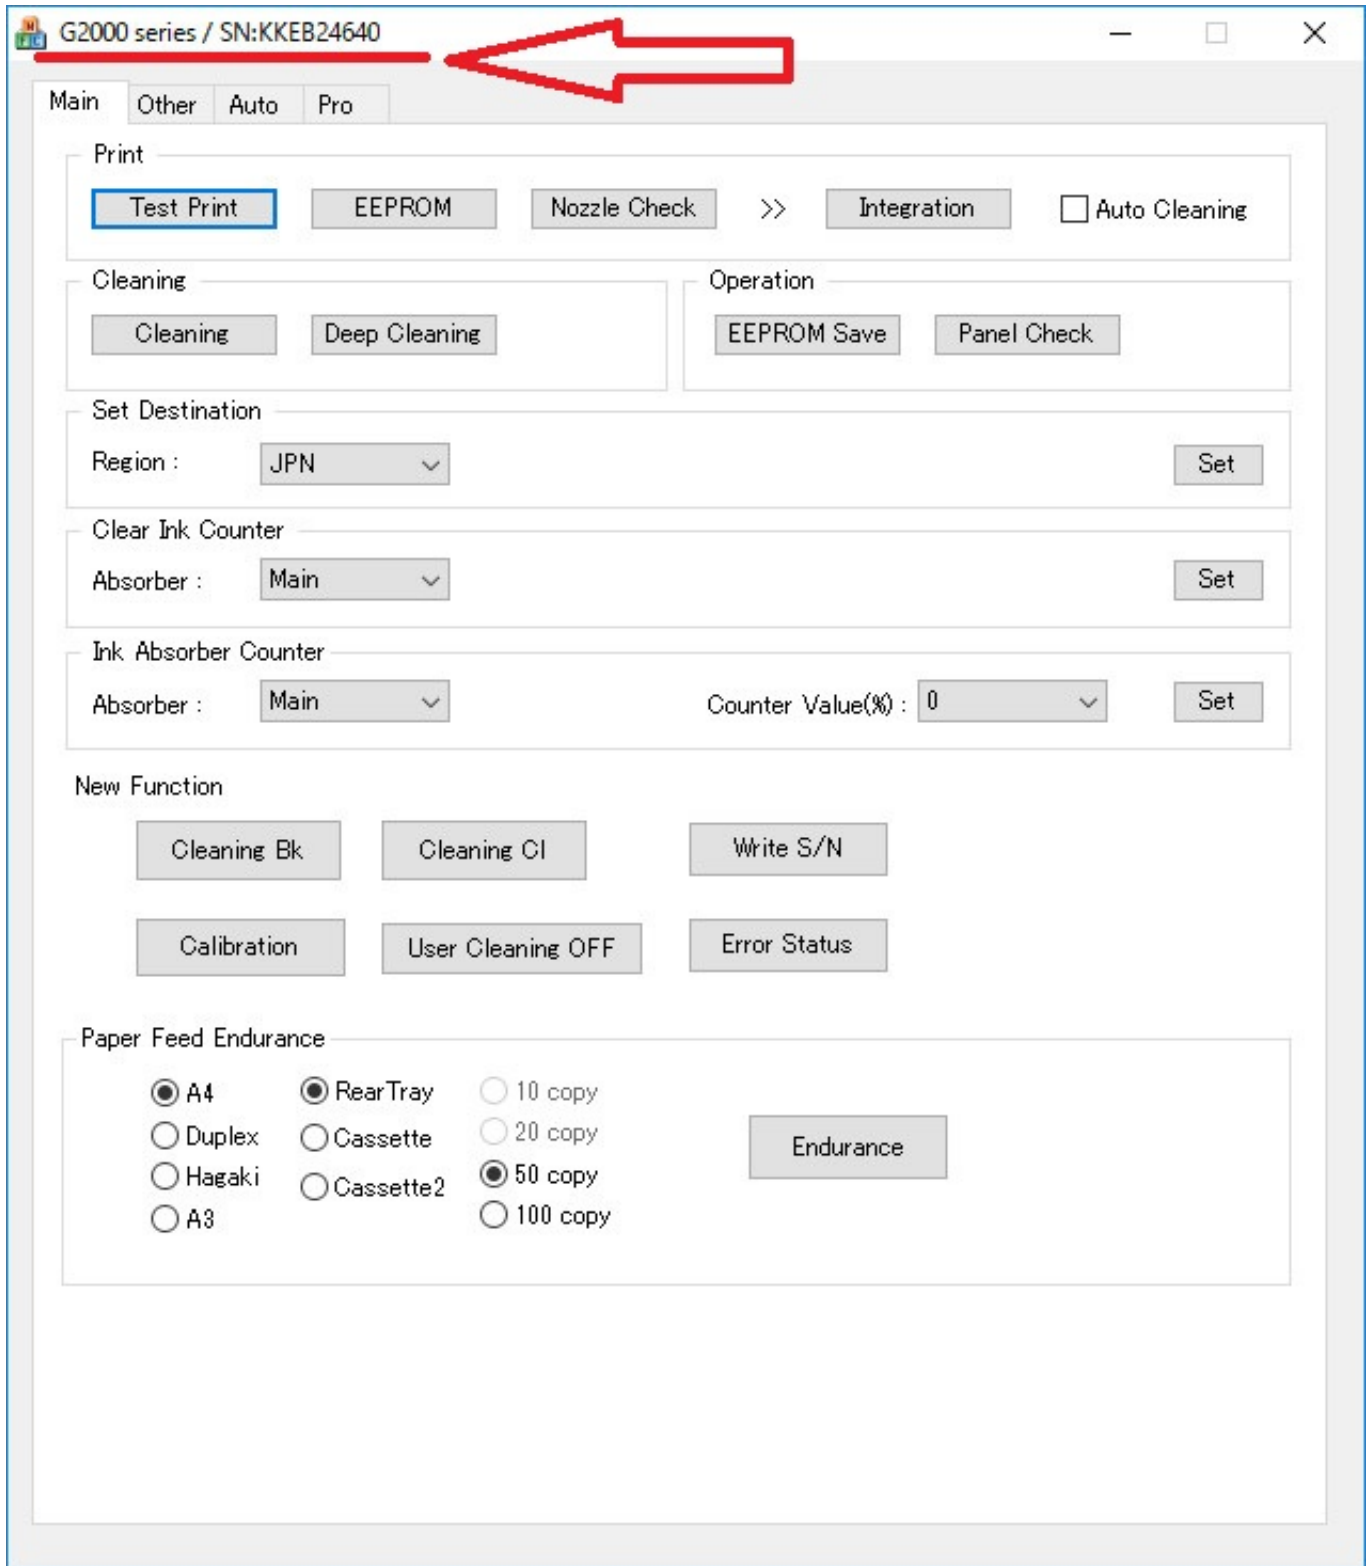 G2000 series / SN:KKEB24640
Main Other Auto Pro
Print
Test Print EEPROM Nozzle Check >> Integration Auto Cleaning
Cleaning Operation
Cleaning Deep Cleaning EEPROM Save Panel Check
Set Destination
Region : JPN Set
Clear Ink Counter
Absorber : Main Set
Ink Absorber Counter
Absorber : Main Counter Value(%) : 0 Set
New Function
Cleaning Bk Cleaning Cl Write S/N
Calibration User Cleaning OFF Error Status
Paper Feed Endurance
A4 RearTray 10 copy
Duplex Cassette 20 copy
Hagaki Cassette2 50 copy
A3 100 copy
Endurance